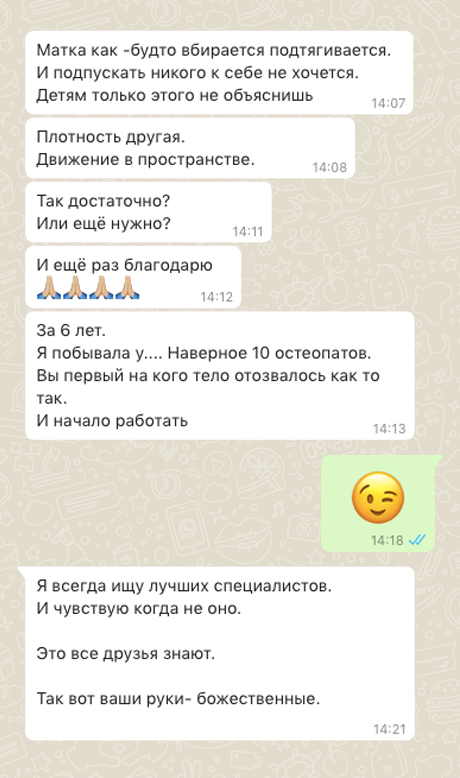 Матка как -будто вбирается подтягивается.
И подпускать никого к себе не хочется.
Детям только этого не объяснишь
14:07
Плотность другая.
Движение в пространстве.
14:08
Так достаточно?
Или ещё нужно?
14:11
И ещё раз благодарю
🙏🏼🙏🏼🙏🏼🙏🏼
14:12
За 6 лет.
Я побывала у.... Наверное 10 остеопатов.
Вы первый на кого тело отозвалось как то
так.
И начало работать
14:13
😉
14:18
Я всегда ищу лучших специалистов.
И чувствую когда не оно.
Это все друзья знают.
Так вот ваши руки- божественные.
14:21